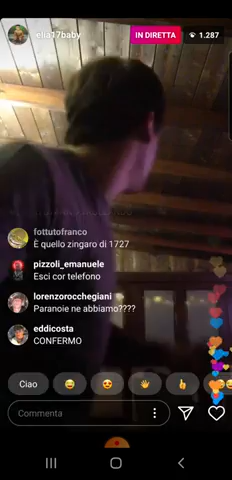 elia17baby
IN DIRETTA
1.287
fottutofranco
È quello zingaro di 1727
pizzoli_emanuele
Esci cor telefono
lorenzorocchegiani
Paranoie ne abbiamo????
eddicosta
CONFERMO
Ciao
Commenta